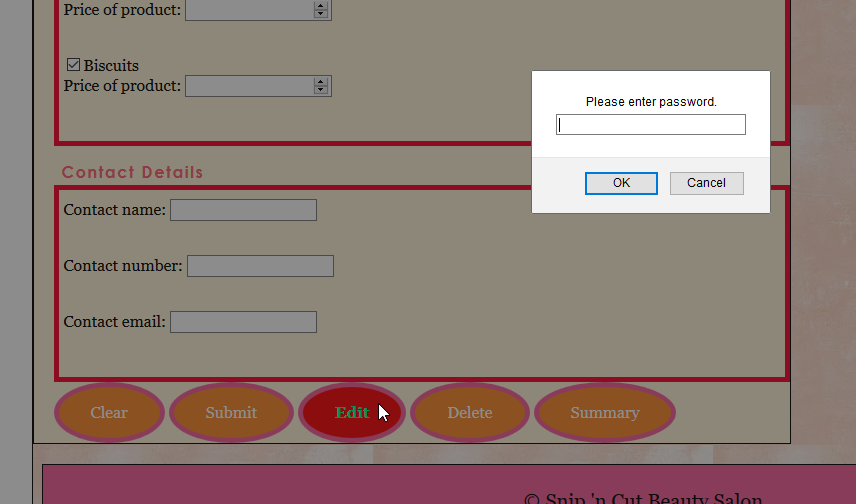 Price of product:
Biscuits
Price of product:
Please enter password.
OK Cancel
Contact Details
Contact name:
Contact number:
Contact email:
Clear Submit Edit Delete Summary
© Snip 'n Cut Beauty Salon